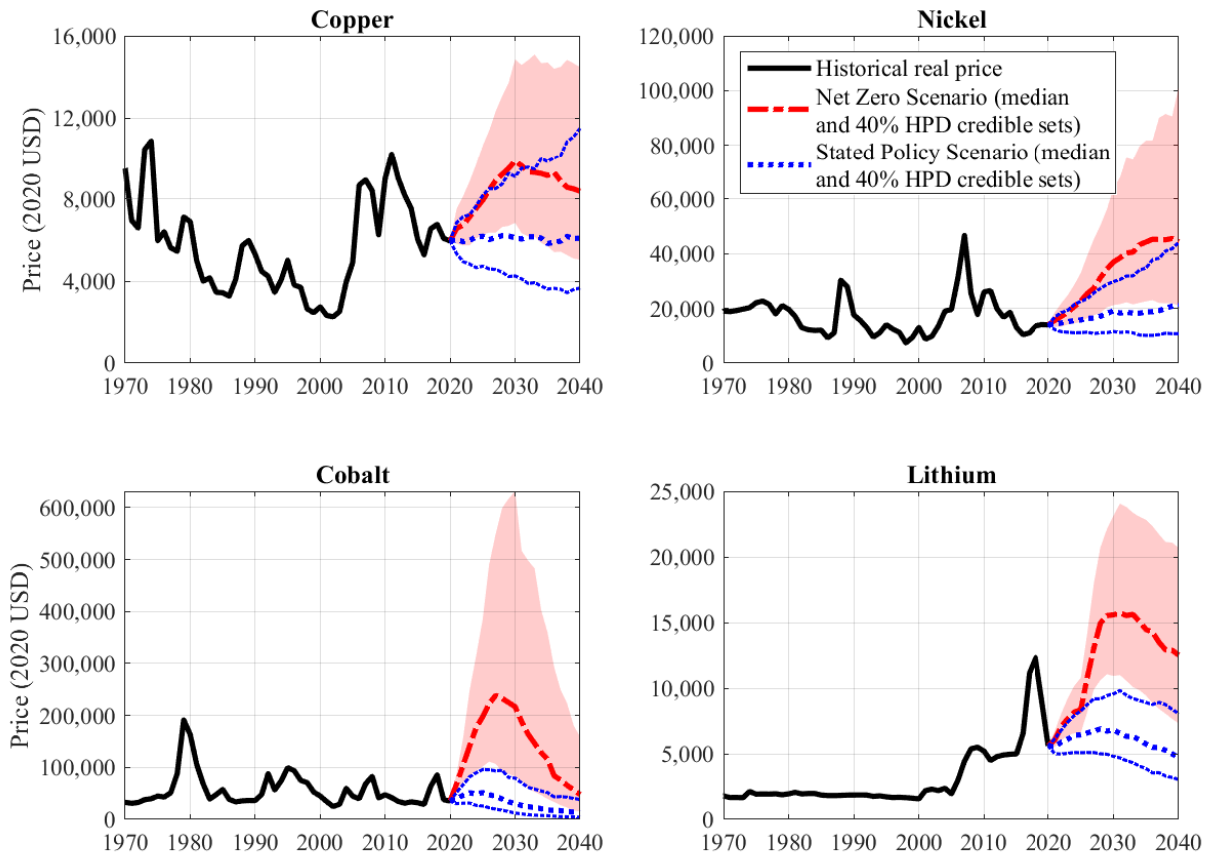 Copper
16,000
12,000
8,000
4,000
0
Price (2020 USD)
1970 1980 1990 2000 2010 2020 2030 2040
Nickel
120,000
100,000
80,000
60,000
40,000
20,000
0
Historical real price
Net Zero Scenario (median
and 40% HPD credible sets)
Stated Policy Scenario (median
and 40% HPD credible sets)
1970 1980 1990 2000 2010 2020 2030 2040
Cobalt
600,000
500,000
400,000
300,000
200,000
100,000
0
Price (2020 USD)
1970 1980 1990 2000 2010 2020 2030 2040
Lithium
25,000
20,000
15,000
10,000
5,000
0
1970 1980 1990 2000 2010 2020 2030 2040